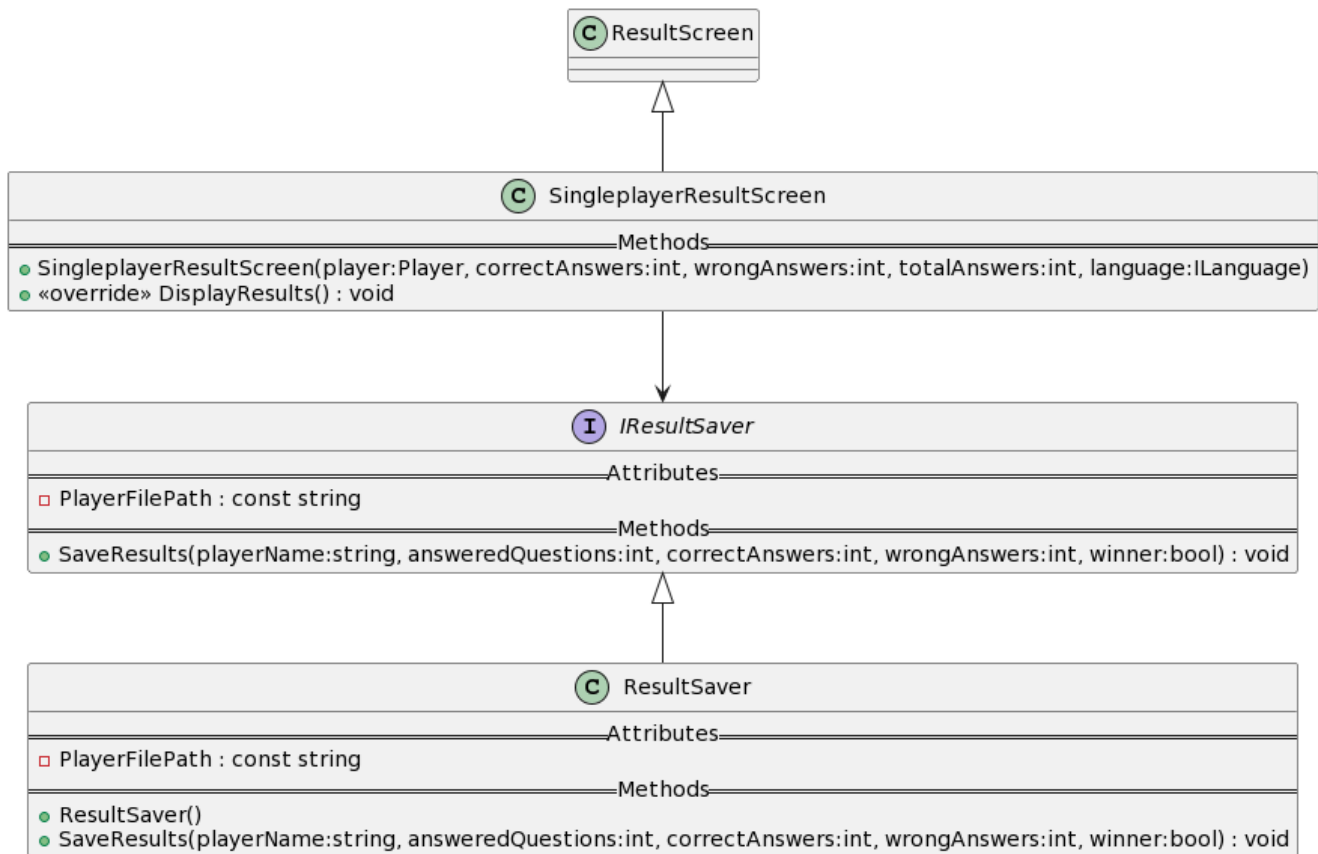 C ResultScreen
C SingleplayerResultScreen
Methods
SingleplayerResultScreen(player:Player, correctAnswers:int, wrongAnswers:int, totalAnswers:int, language:ILanguage)
«override» DisplayResults() : void
I IResultSaver
Attributes
PlayerFilePath : const string
Methods
SaveResults(playerName:string, answeredQuestions:int, correctAnswers:int, wrongAnswers:int, winner:bool) : void
C ResultSaver
Attributes
PlayerFilePath : const string
Methods
ResultSaver()
SaveResults(playerName:string, answeredQuestions:int, correctAnswers:int, wrongAnswers:int, winner:bool) : void